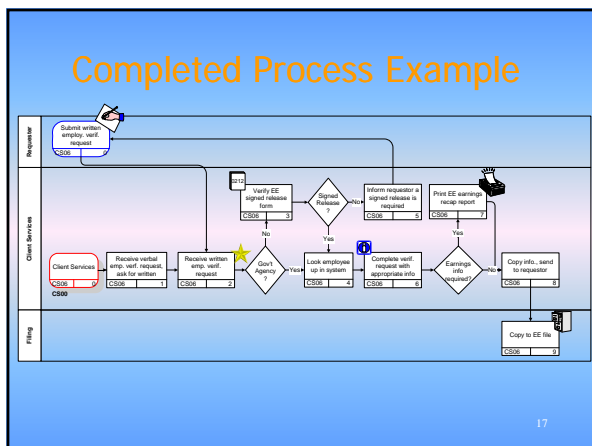 Completed Process Example
Requester
Submit written
employ. verif.
request
CS06 0
Client Services
0212
Verify EE
signed release
form
CS06 3
Signed
Release
?
No
Inform requestor a
signed release is
required
CS06 5
Print EE earnings
recap report
CS06 7
No
Yes
Yes
Client Services
CS06 0
CS00
Receive verbal
emp. verf. request,
ask for written
CS06 1
Receive written
emp. verif.
request
CS06 2
Gov't
Agency
?
Yes
Look employee
up in system
CS06 4
Complete verif.
request with
appropriate info
CS06 6
Earnings
info
required?
No
Copy info., send
to requestor
CS06 8
Filing
Copy to EE file
CS06 9
17